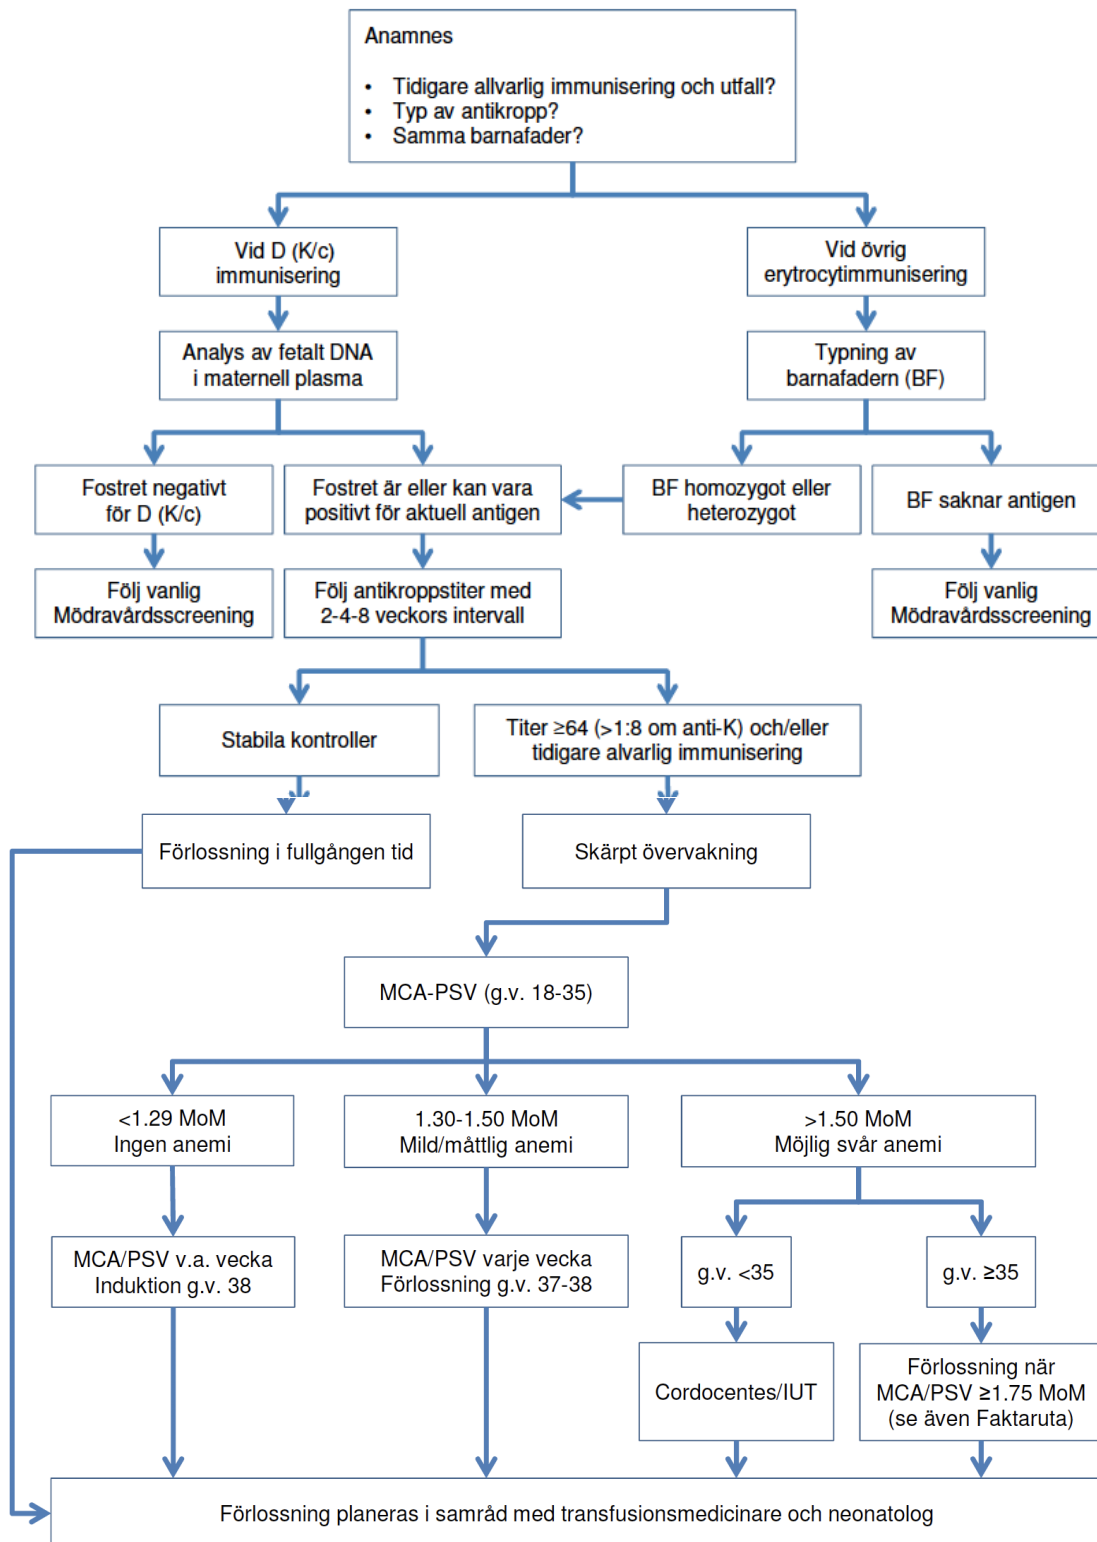 Anamnes
• Tidigare allvarlig immunisering och utfall?
• Typ av antikropp?
• Samma barnafader?
Vid D (K/c)
immunisering
Vid övrig
erytrocytimmunisering
Analys av fetalt DNA
i maternell plasma
Typning av
barnafadern (BF)
Fostret negativt
för D (K/c)
Fostret är eller kan vara
positivt för aktuell antigen
BF homozygot eller
heterozygot
BF saknar antigen
Följ vanlig
Mödravårdsscreening
Följ antikroppstiter med
2-4-8 veckors intervall
Följ vanlig
Mödravårdsscreening
Stabila kontroller
Titer ≥64 (>1:8 om anti-K) och/eller
tidigare alvarlig immunisering
Förlossning i fullgången tid
Skärpt övervakning
MCA-PSV (g.v. 18-35)
<1.29 MoM
Ingen anemi
1.30-1.50 MoM
Mild/måttlig anemi
>1.50 MoM
Möjlig svår anemi
MCA/PSV v.a. vecka
Induktion g.v. 38
MCA/PSV varje vecka
Förlossning g.v. 37-38
g.v. <35
g.v. ≥35
Cordocentes/IUT
Förlossning när
MCA/PSV ≥1.75 MoM
(se även Faktaruta)
Förlossning planeras i samråd med transfusionsmedicinare och neonatolog